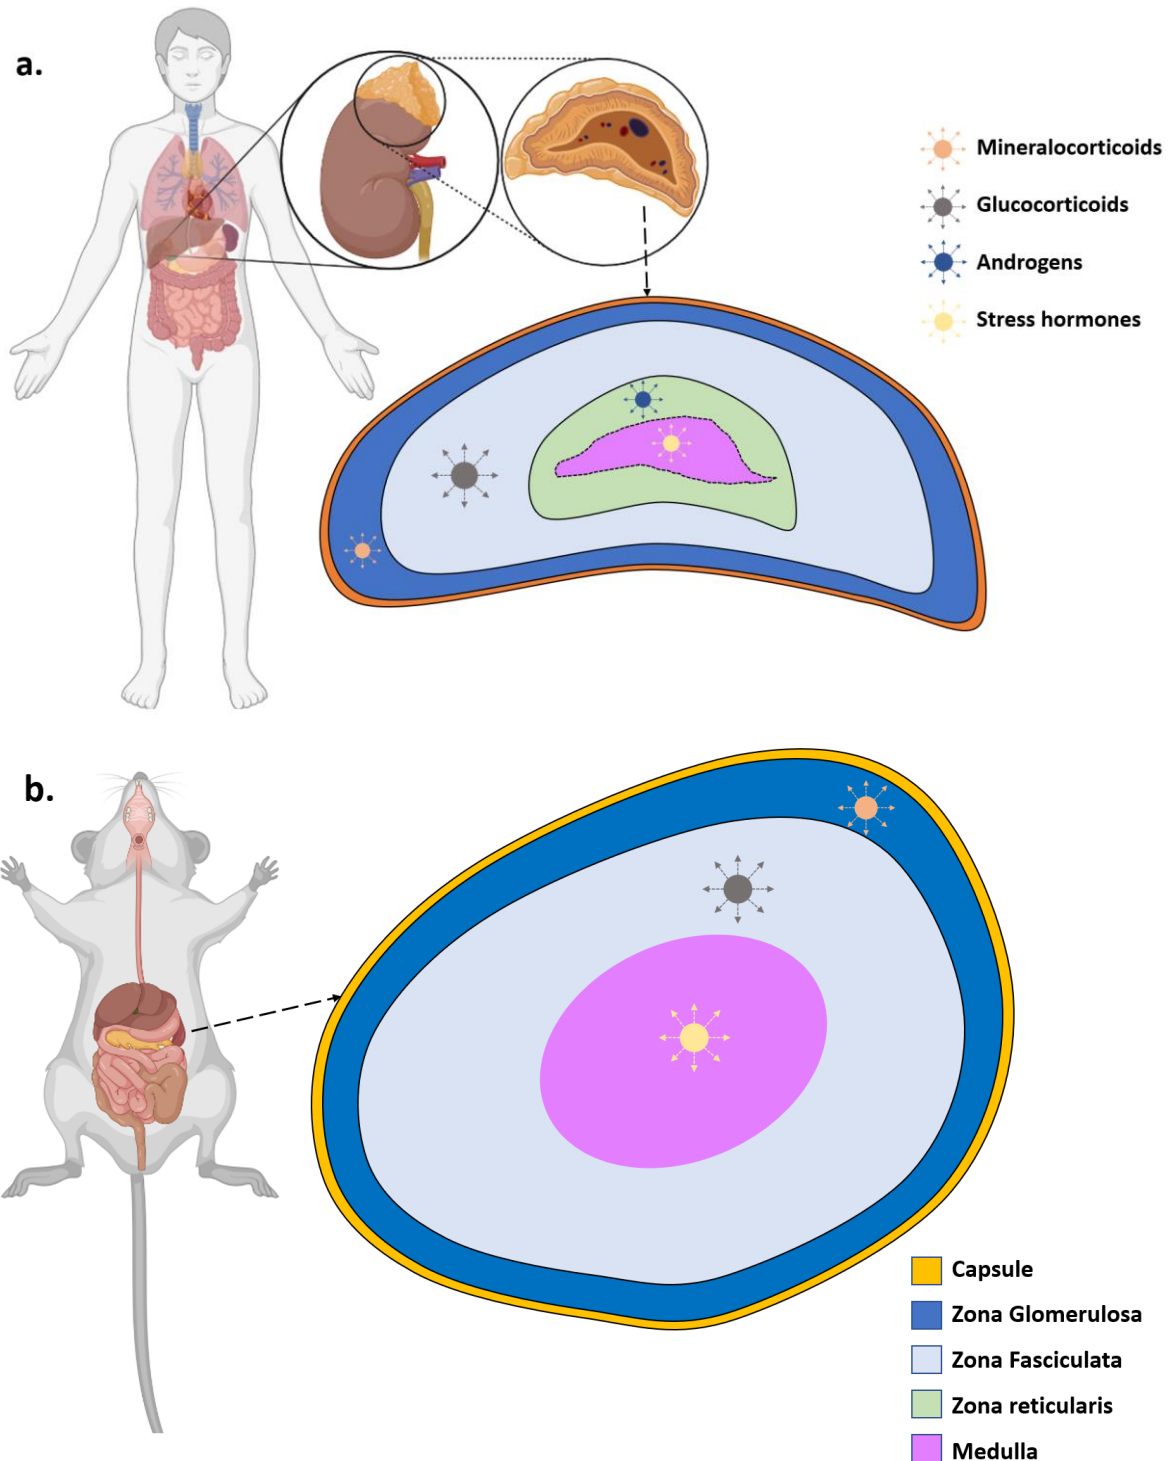 a.
Mineralocorticoids
Glucocorticoids
Androgens
Stress hormones
b.
Capsule
Zona Glomerulosa
Zona Fasciculata
Zona reticularis
Medulla